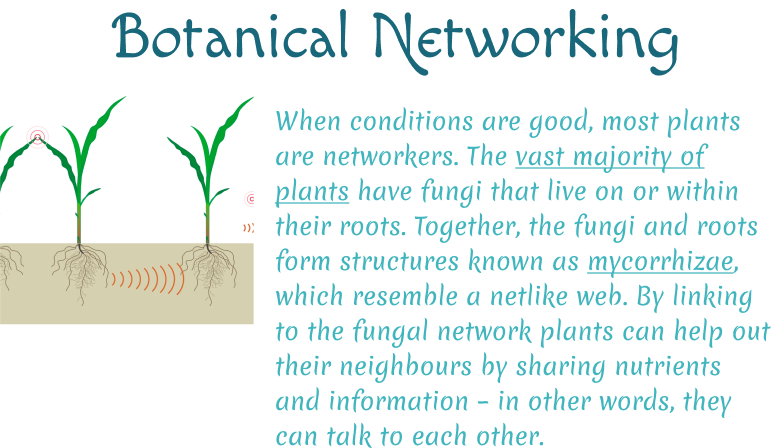 Botanical Networking
When conditions are good, most plants
are networkers. The vast majority of
plants have fungi that live on or within
their roots. Together, the fungi and roots
form structures known as mycorrhizae,
which resemble a netlike web. By linking
to the fungal network plants can help out
their neighbours by sharing nutrients
and information – in other words, they
can talk to each other.